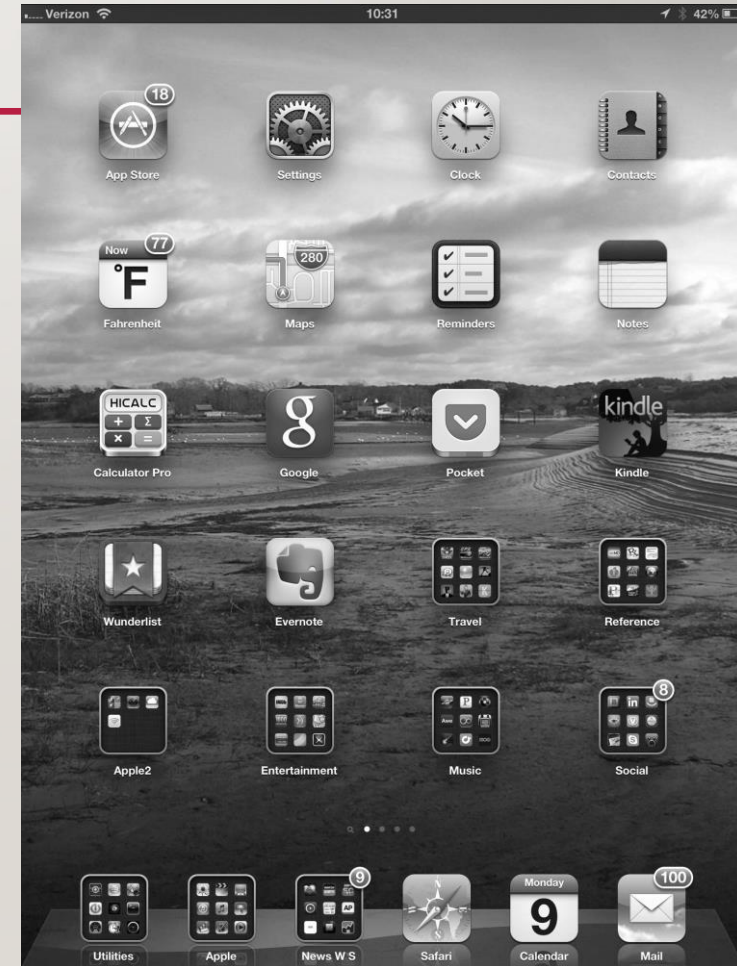 Verizon 10:31 42%
18
App Store Settings Clock Contacts
Now 77 280
°F
Fahrenheit Maps Reminders Notes
HICALC g kindle
+ Σ
× =
Calculator Pro Google Pocket Kindle
Wunderlist Evernote Travel Reference
8
P in
Apple2 Entertainment Music Social
9 Monday 100
AP N 9
Utilities Apple News W S Safari Calendar Mail